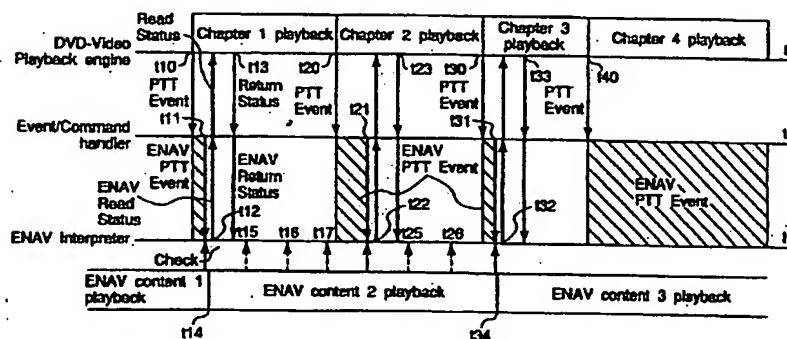 Read
Status
Chapter 1 playback
Chapter 2 playback
Chapter 3
playback
Chapter 4 playback
DVD-Video
Playback engine
t10
t13
t20
t23
t30
t33
t40
PTT
Event
t11
Return
Status
PTT
Event
t21
PTT
Event
t31
PTT
Event
Event/Command
handler
ENAV
PTT
Event
ENAV
Return
Status
ENAV
PTT Event
ENAV
PTT Event
ENAV
Read
Status
t12
t22
t32
ENAV Interpreter
t15
t16
t17
t25
t26
Check
ENAV content 1
playback
ENAV content 2 playback
ENAV content 3 playback
t14
t34